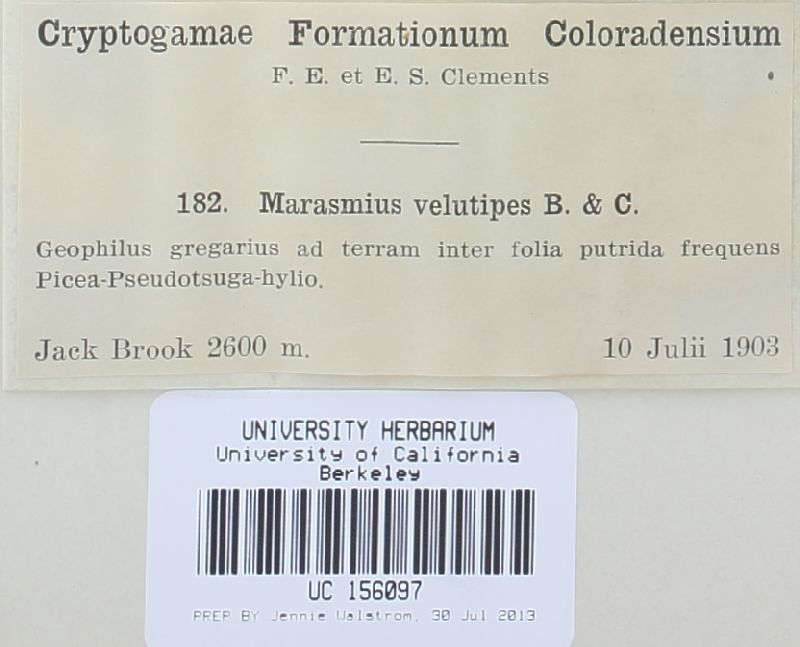 Cryptogamae Formationum Coloradensium
F. E. et E. S. Clements
182. Marasmius velutipes B. & C.
Geophilus gregarius ad terram inter folia putrida frequens
Picea-Pseudotsuga-hylio.
Jack Brook 2600 m. 10 Julii 1903
UNIVERSITY HERBARIUM
University of California
Berkeley
UC 156097
PREP BY Jennie Walstrom, 30 Jul 2013